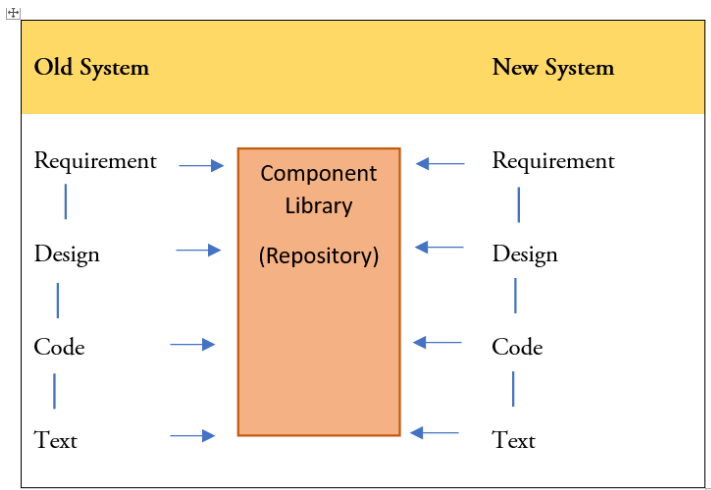 Old System
New System
Requirement
Component
Library
(Repository)
Requirement
Design
Design
Code
Code
Text
Text